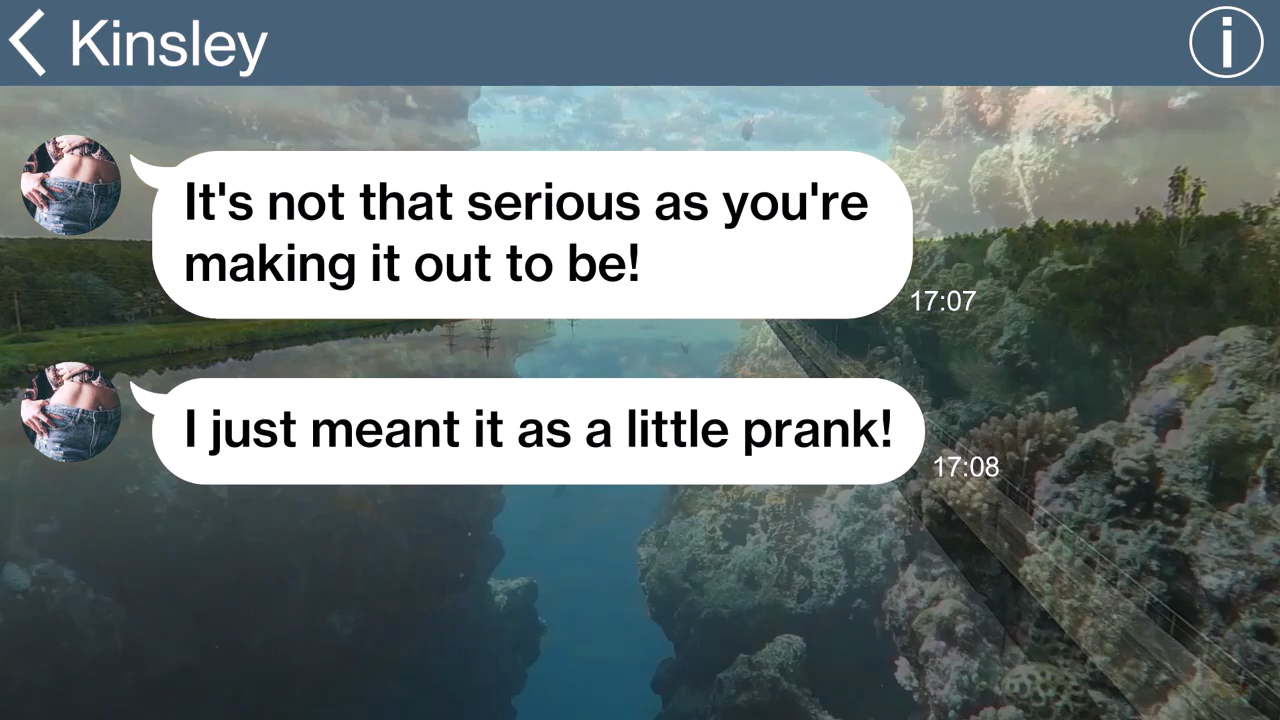 Kinsley
It's not that serious as you're
making it out to be!
17:07
I just meant it as a little prank!
17:08